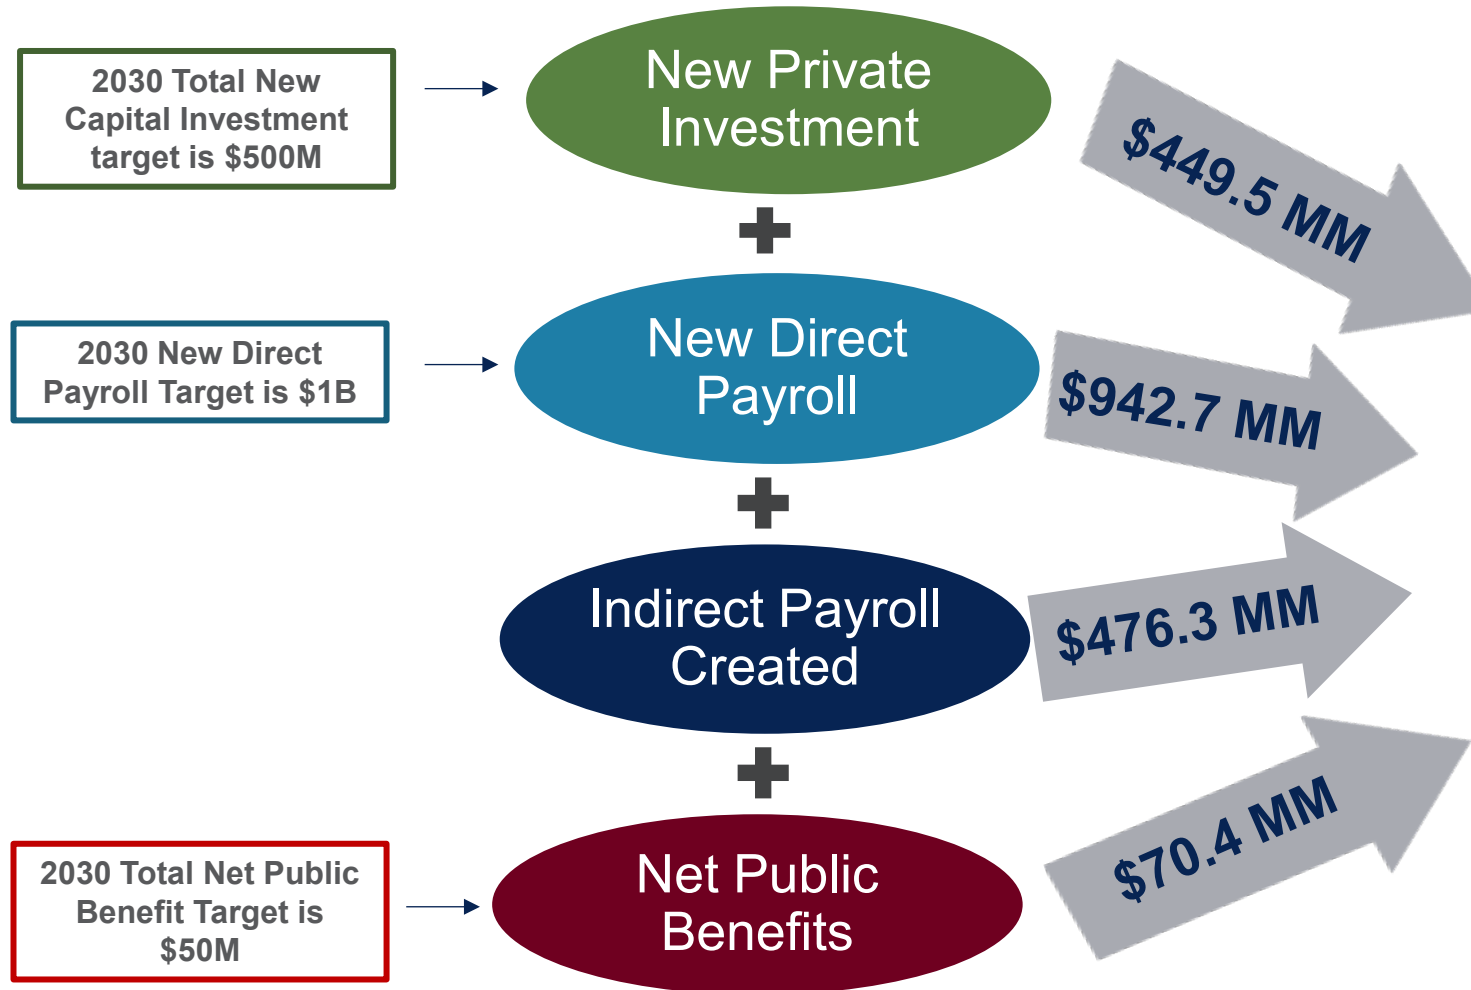 2030 Total New
Capital Investment
target is $500M
New Private
Investment
$449.5 MM
2030 New Direct
Payroll Target is $1B
New Direct
Payroll
$942.7 MM
Indirect Payroll
Created
$476.3 MM
2030 Total Net Public
Benefit Target is
$50M
Net Public
Benefits
$70.4 MM